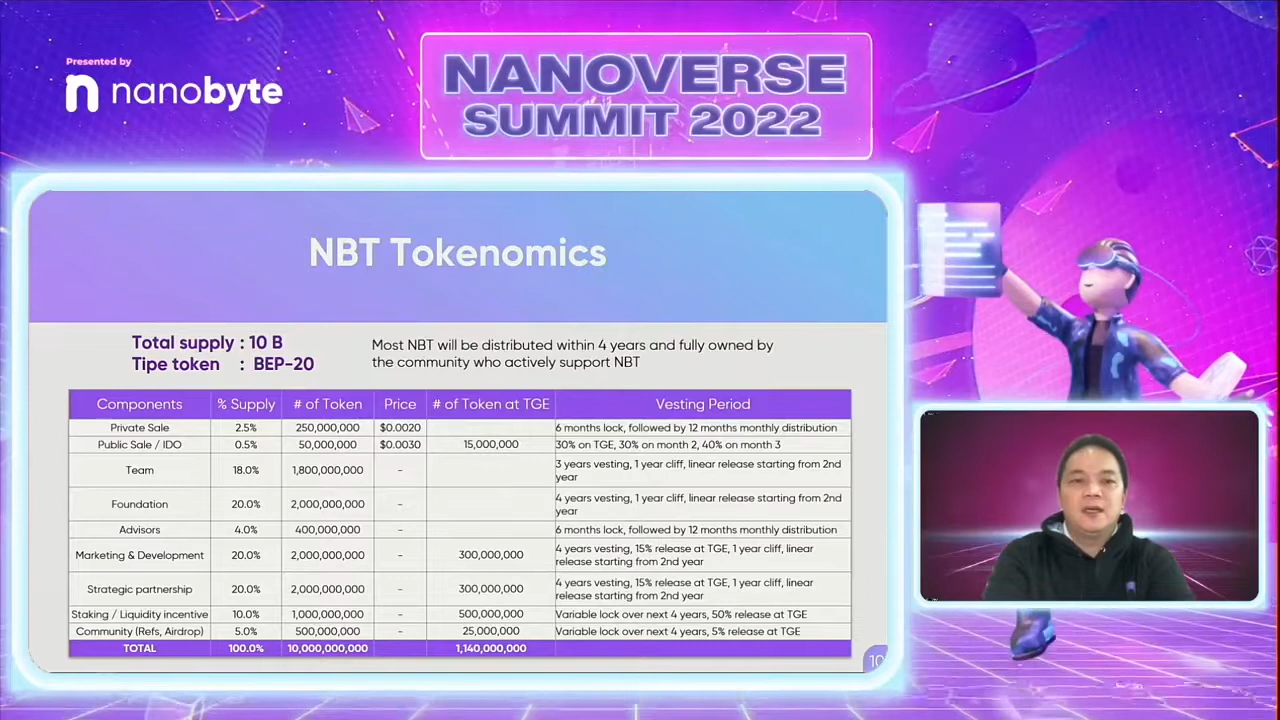 Presented by
nanobyte
NANOVERSE
SUMMIT 2022
NBT Tokenomics
Total supply : 10 B
Tipe token : BEP-20
Most NBT will be distributed within 4 years and fully owned by
the community who actively support NBT
Components % Supply # of Token Price # of Token at TGE Vesting Period
Private Sale 2.5% 250,000,000 $0.0020 6 months lock, followed by 12 months monthly distribution
Public Sale / IDO 0.5% 50,000,000 $0.0030 15,000,000 30% on TGE, 30% on month 2, 40% on month 3
Team 18.0% 1,800,000,000 - 3 years vesting, 1 year cliff, linear release starting from 2nd
year
Foundation 20.0% 2,000,000,000 - 4 years vesting, 1 year cliff, linear release starting from 2nd
year
Advisors 4.0% 400,000,000 - 6 months lock, followed by 12 months monthly distribution
Marketing & Development 20.0% 2,000,000,000 - 300,000,000 4 years vesting, 15% release at TGE, 1 year cliff, linear
release starting from 2nd year
Strategic partnership 20.0% 2,000,000,000 - 300,000,000 4 years vesting, 15% release at TGE, 1 year cliff, linear
release starting from 2nd year
Staking / Liquidity incentive 10.0% 1,000,000,000 - 500,000,000 Variable lock over next 4 years, 50% release at TGE
Community (Refs, Airdrop) 5.0% 500,000,000 - 25,000,000 Variable lock over next 4 years, 5% release at TGE
TOTAL 100.0% 10,000,000,000 1,140,000,000
10